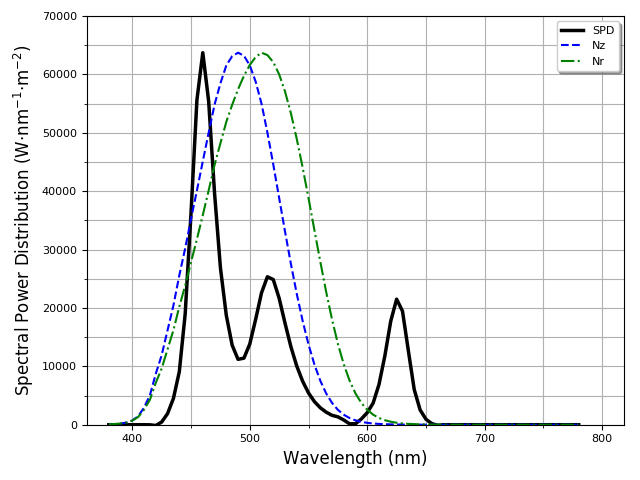 70000
60000
50000
40000
30000
20000
10000
0
400
500
600
700
800
Spectral Power Distribution (W·nm⁻¹·m⁻²)
Wavelength (nm)
SPD
Nz
Nr